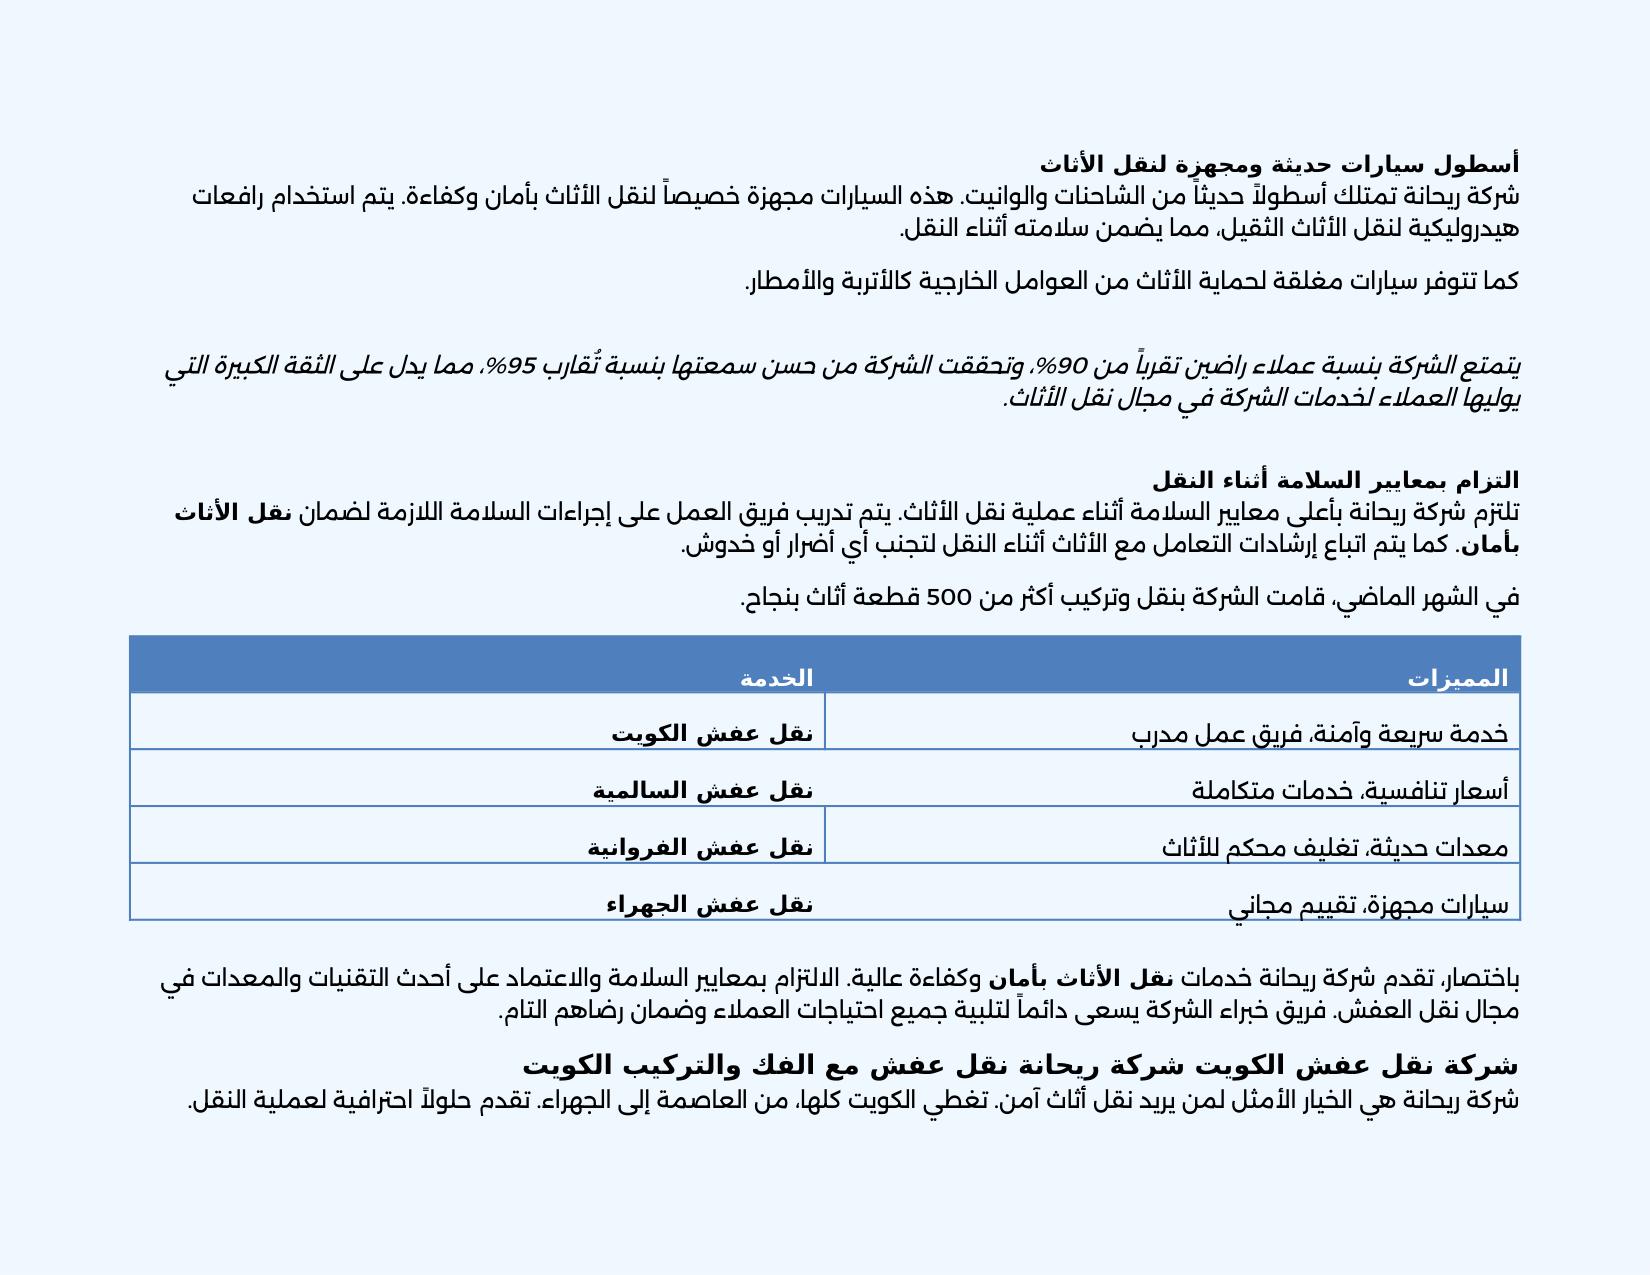 أسطول سيارات حديثة ومجهزة لنقل الأثاث
شركة ريحانة تمتلك أسطولاً حديثاً من الشاحنات والوانيت. هذه السيارات مجهزة خصيصاً لنقل الأثاث بأمان وكفاءة. يتم استخدام رافعات
هيدروليكية لنقل الأثاث الثقيل، مما يضمن سلامته أثناء النقل.
كما تتوفر سيارات مغلقة لحماية الأثاث من العوامل الخارجية كالأتربة والأمطار.
يتمتع الشركة بنسبة عملاء راضين تقرباً من 90%، وتحققت الشركة من حسن سمعتها بنسبة تُقارب 95%، مما يدل على الثقة الكبيرة التي
يوليها العملاء لخدمات الشركة في مجال نقل الأثاث.
التزام بمعايير السلامة أثناء النقل
تلتزم شركة ريحانة بأعلى معايير السلامة أثناء عملية نقل الأثاث. يتم تدريب فريق العمل على إجراءات السلامة اللازمة لضمان نقل الأثاث
بأمان. كما يتم اتباع إرشادات التعامل مع الأثاث أثناء النقل لتجنب أي أضرار أو خدوش.
في الشهر الماضي، قامت الشركة بنقل وتركيب أكثر من 500 قطعة أثاث بنجاح.
المميزات الخدمة
خدمة سريعة وآمنة، فريق عمل مدرب نقل عفش الكويت
أسعار تنافسية، خدمات متكاملة نقل عفش السالمية
معدات حديثة، تغليف محكم للأثاث نقل عفش الفروانية
سيارات مجهزة، تقييم مجاني نقل عفش الجهراء
باختصار، تقدم شركة ريحانة خدمات نقل الأثاث بأمان وكفاءة عالية. الالتزام بمعايير السلامة والاعتماد على أحدث التقنيات والمعدات في
مجال نقل العفش. فريق خبراء الشركة يسعى دائماً لتلبية جميع احتياجات العملاء وضمان رضاهم التام.
شركة نقل عفش الكويت شركة ريحانة نقل عفش مع الفك والتركيب الكويت
شركة ريحانة هي الخيار الأمثل لمن يريد نقل أثاث آمن. تغطي الكويت كلها، من العاصمة إلى الجهراء. تقدم حلولاً احترافية لعملية النقل.